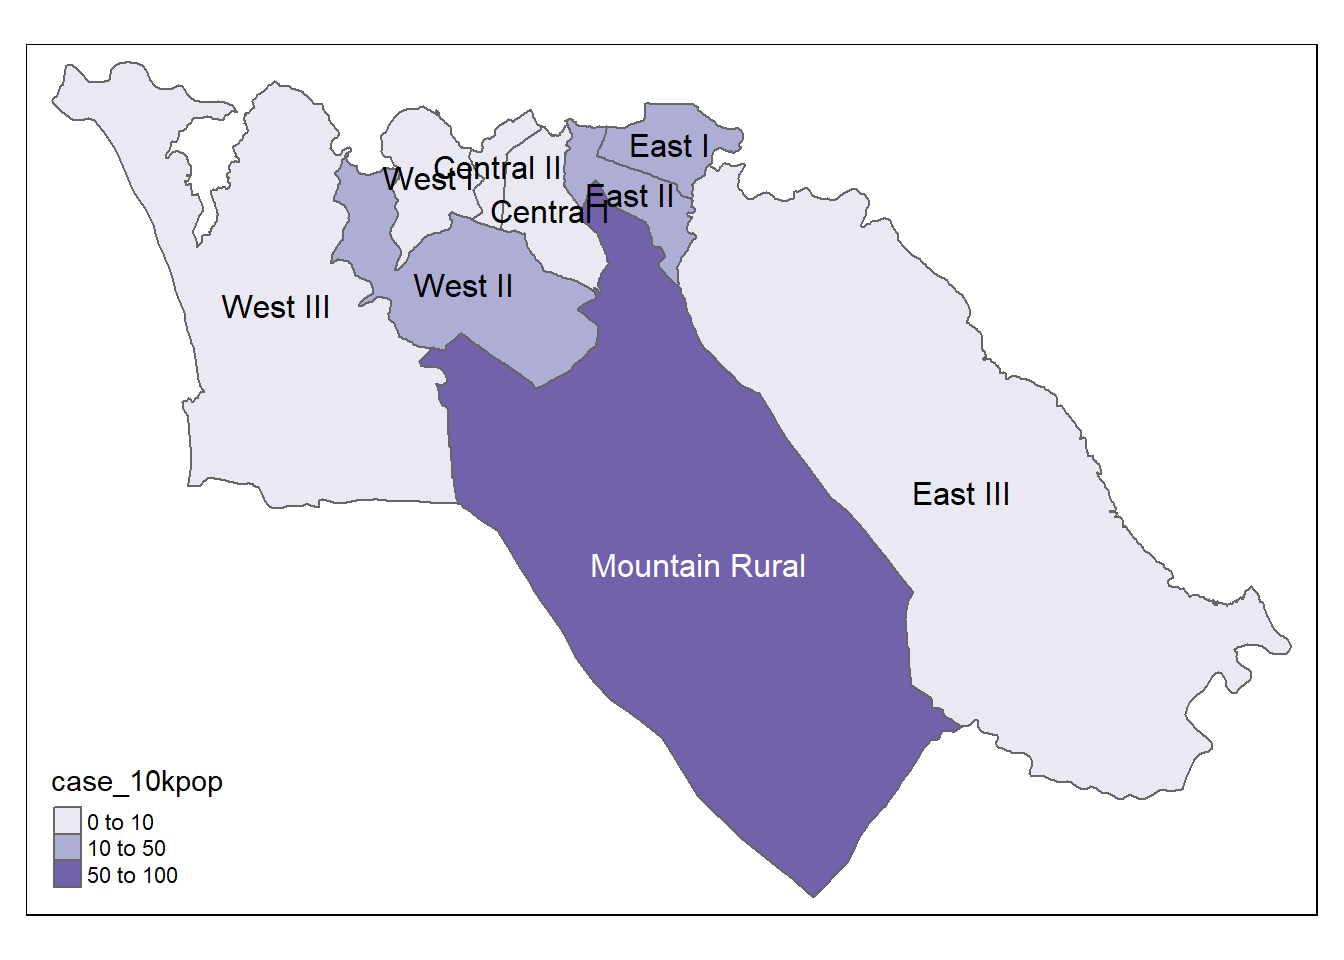 East I
Central II
West I
East II
Central I
West II
West III
East III
Mountain Rural
case_10kpop
0 to 10
10 to 50
50 to 100